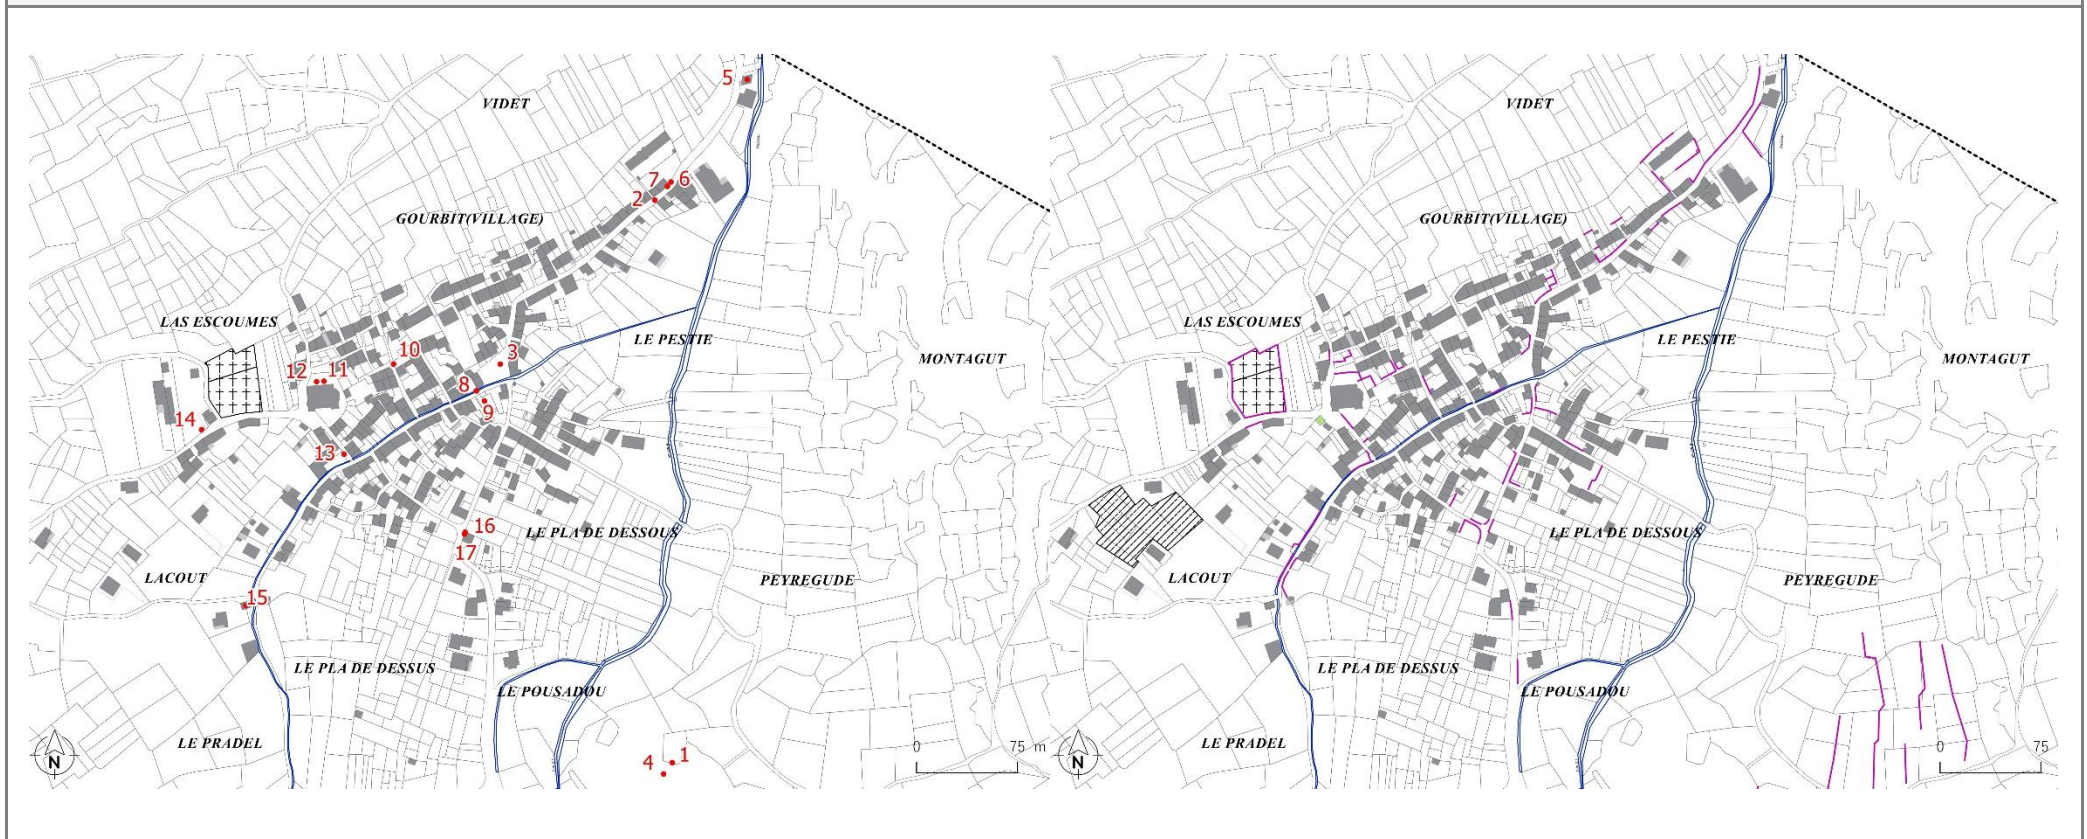 5
VIDET
7 6
2
GOURBIT(VILLAGE)
LAS ESCOUMES
LE PESTIE
10
3
12 11
MONTAGUT
8
9
14
13
16
LE PLA DE DESSOUS
17
LACOUT
PEYREGUDE
15
LE PLA DE DESSUS
LE POUSADOU
LE PRADEL
0 75 m
1
4
N
VIDET
GOURBIT(VILLAGE)
LAS ESCOUMES
LE PESTIE
MONTAGUT
LE PLA DE DESSOUS
LACOUT
PEYREGUDE
LE PLA DE DESSUS
LE POUSADOU
LE PRADEL
0 75
N